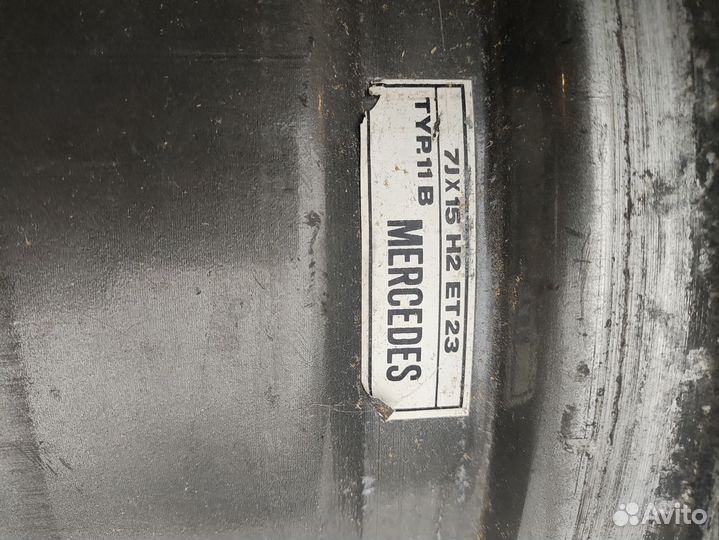 7JX15 H2 ET23
TYP.11 B MERCEDES
Avito